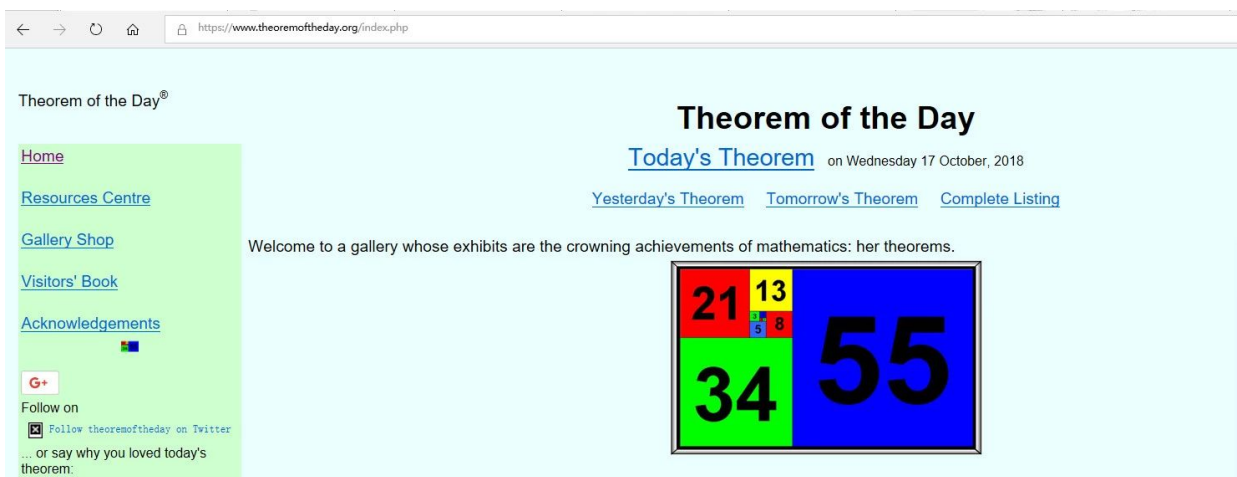 https://www.theoremoftheday.org/index.php
Theorem of the Day®
Home
Resources Centre
Gallery Shop
Visitors' Book
Acknowledgements
G+
Follow on
Follow theoremoftheday on Twitter
... or say why you loved today's
theorem:
Theorem of the Day
Today's Theorem on Wednesday 17 October, 2018
Yesterday's Theorem Tomorrow's Theorem Complete Listing
Welcome to a gallery whose exhibits are the crowning achievements of mathematics: her theorems.
21 13
5 8
34 55